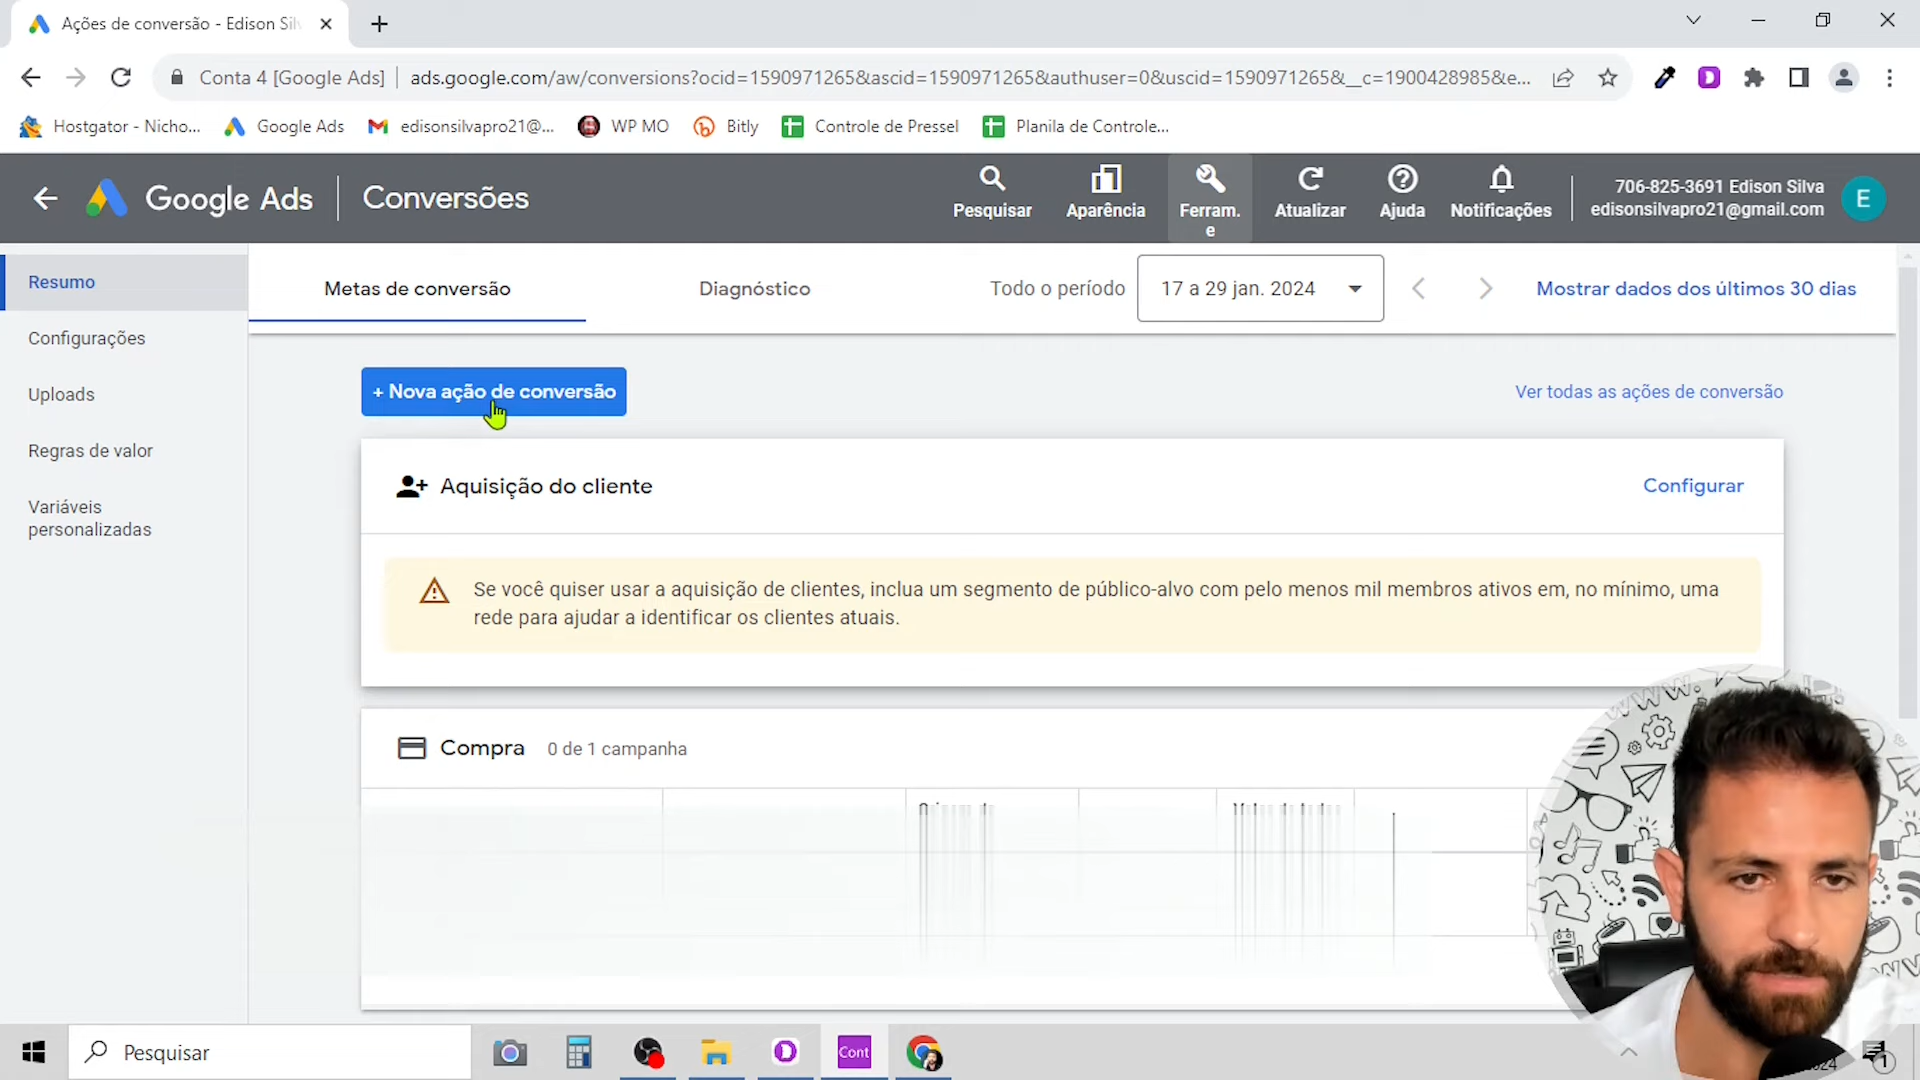 Ações de conversão - Edison Sil
Conta 4 [Google Ads]
ads.google.com/aw/conversions?ocid=1590971265&ascid=1590971265&authuser=0&uscid=1590971265&__c=1900428985&e...
Hostgator - Nicho...
Google Ads
edisonsilvapro21@...
WP MO
Bitly
Controle de Pressel
Planila de Controle...
Google Ads
Conversões
Pesquisar
Aparência
Ferram.
e
Atualizar
Ajuda
Notificações
706-825-3691 Edison Silva
edisonsilvapro21@gmail.com
E
Resumo
Configurações
Uploads
Regras de valor
Variáveis
personalizadas
Metas de conversão
Diagnóstico
Todo o período
17 a 29 jan. 2024
Mostrar dados dos últimos 30 dias
+ Nova ação de conversão
Ver todas as ações de conversão
Aquisição do cliente
Configurar
Se você quiser usar a aquisição de clientes, inclua um segmento de público-alvo com pelo menos mil membros ativos em, no mínimo, uma
rede para ajudar a identificar os clientes atuais.
Compra
0 de 1 campanha
www.
Pesquisar
Cont
1